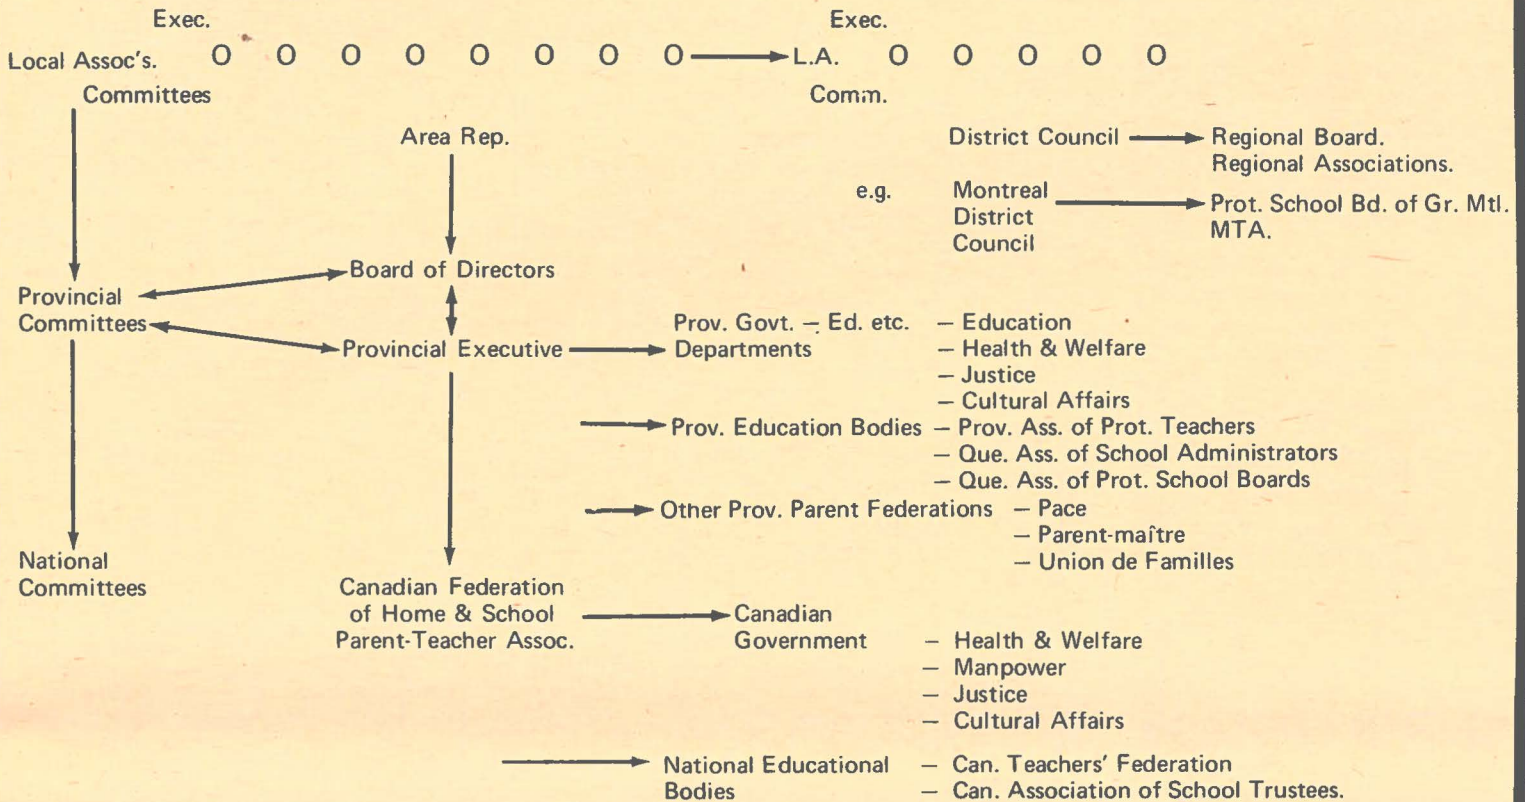 Exec. Exec.
Local Assoc's. O O O O O O O O L.A. O O O O O
Committees Comm.
Area Rep.
District Council Regional Board.
Regional Associations.
e.g. Montreal
District
Council
Prot. School Bd. of Gr. Mtl.
MTA.
Board of Directors
Provincial
Committees
Provincial Executive
Prov. Govt. – Ed. etc. – Education
Departments – Health & Welfare
– Justice
– Cultural Affairs
Prov. Education Bodies – Prov. Ass. of Prot. Teachers
– Que. Ass. of School Administrators
– Que. Ass. of Prot. School Boards
Other Prov. Parent Federations – Pace
– Parent-maître
– Union de Familles
National
Committees
Canadian Federation
of Home & School
Parent-Teacher Assoc.
Canadian
Government – Health & Welfare
– Manpower
– Justice
– Cultural Affairs
National Educational – Can. Teachers' Federation
Bodies – Can. Association of School Trustees.